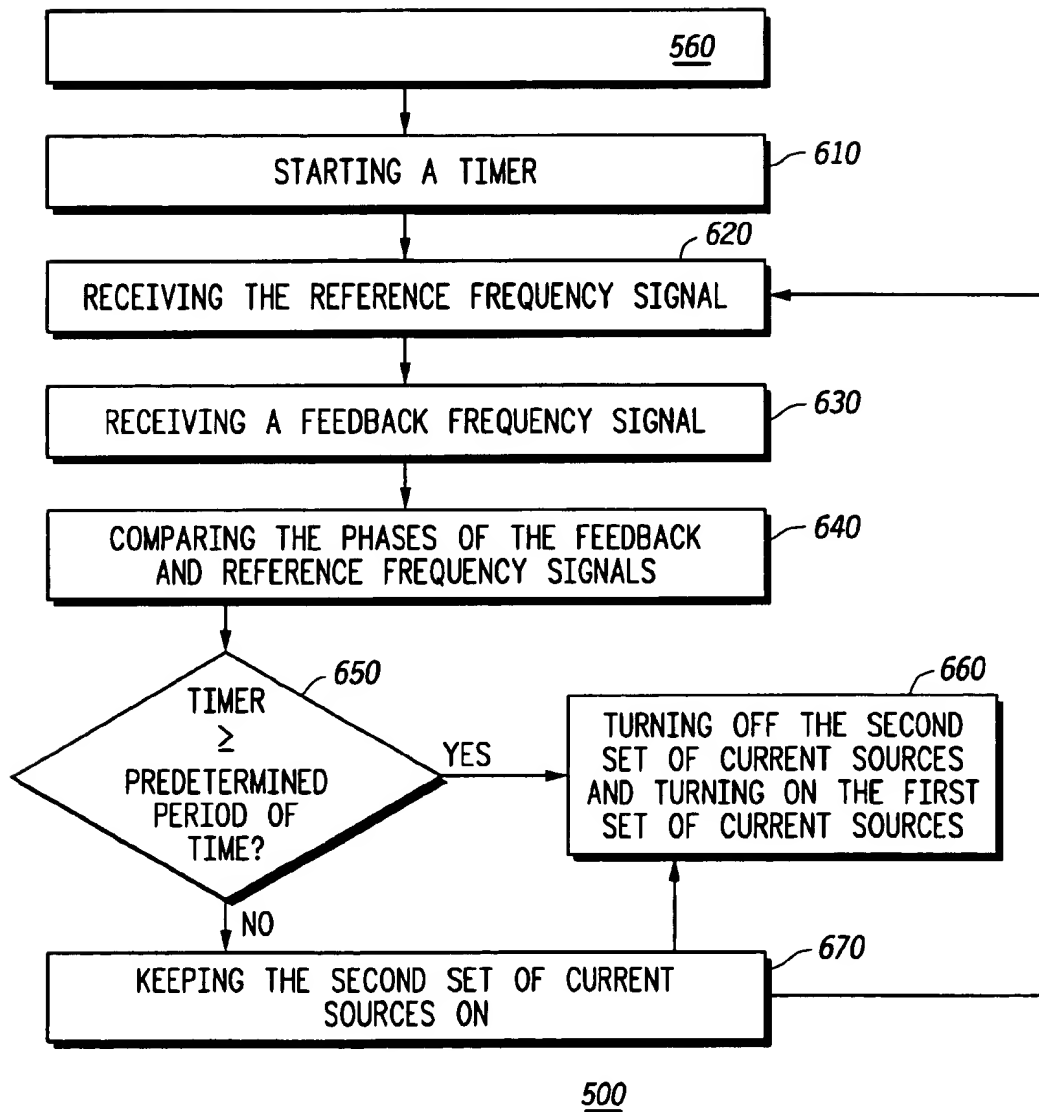 560
STARTING A TIMER
610
620
RECEIVING THE REFERENCE FREQUENCY SIGNAL
RECEIVING A FEEDBACK FREQUENCY SIGNAL
630
COMPARING THE PHASES OF THE FEEDBACK
AND REFERENCE FREQUENCY SIGNALS
640
650
TIMER
≥
PREDETERMINED
PERIOD OF
TIME?
YES
660
TURNING OFF THE SECOND
SET OF CURRENT SOURCES
AND TURNING ON THE FIRST
SET OF CURRENT SOURCES
NO
KEEPING THE SECOND SET OF CURRENT
SOURCES ON
670
500